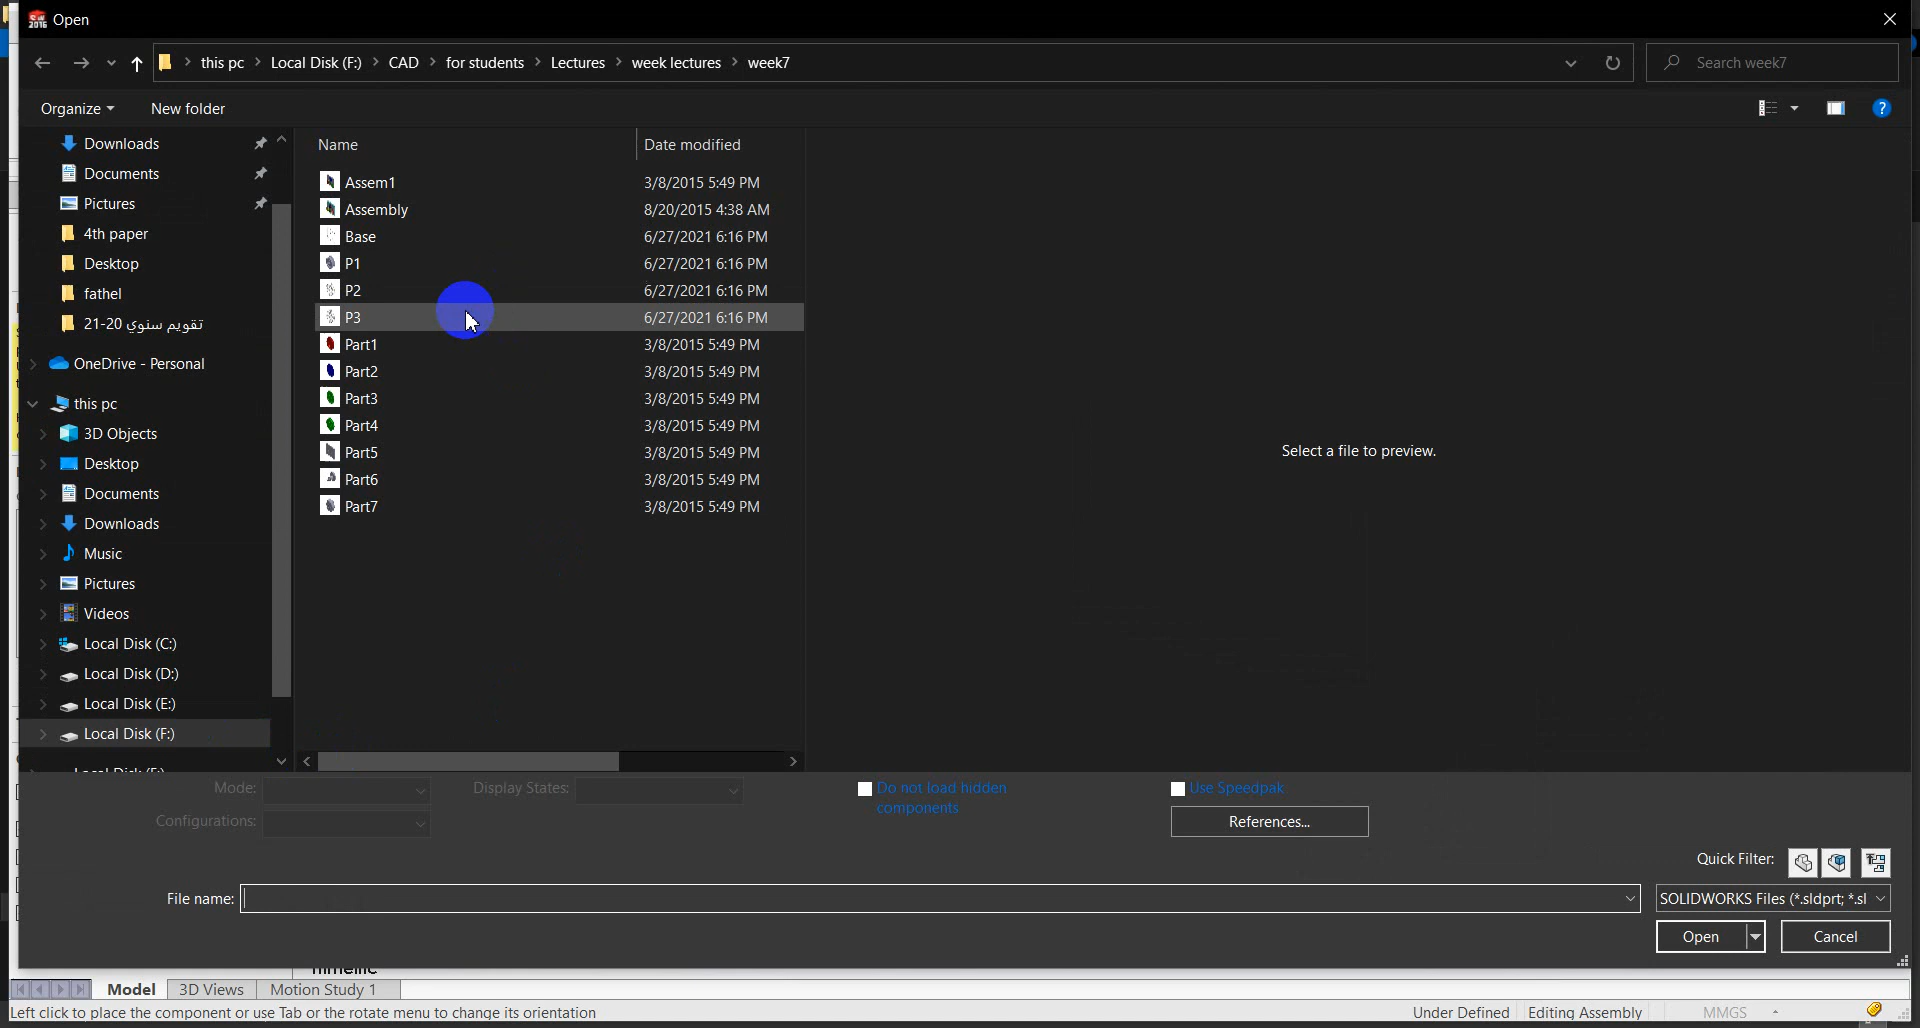 Open
this pc > Local Disk (F:) > CAD > for students > Lectures > week lectures > week7
Search week7
Organize
New folder
Name
Date modified
Downloads
Documents
Pictures
4th paper
Desktop
fathel
تقويم سنوي 20-21
OneDrive - Personal
this pc
3D Objects
Desktop
Documents
Downloads
Music
Pictures
Videos
Local Disk (C:)
Local Disk (D:)
Local Disk (E:)
Local Disk (F:)
Assem1 3/8/2015 5:49 PM
Assembly 8/20/2015 4:38 AM
Base 6/27/2021 6:16 PM
P1 6/27/2021 6:16 PM
P2 6/27/2021 6:16 PM
P3 6/27/2021 6:16 PM
Part1 3/8/2015 5:49 PM
Part2 3/8/2015 5:49 PM
Part3 3/8/2015 5:49 PM
Part4 3/8/2015 5:49 PM
Part5 3/8/2015 5:49 PM
Part6 3/8/2015 5:49 PM
Part7 3/8/2015 5:49 PM
Select a file to preview.
Mode:
Display States:
Do not load hidden
components
Use Speedpak
Configurations:
References...
Quick Filter:
File name:
SOLIDWORKS Files (*.sldprt; *.sl
Open
Cancel
Model
3D Views
Motion Study 1
Left click to place the component or use Tab or the rotate menu to change its orientation
Under Defined
Editing Assembly
MMGS